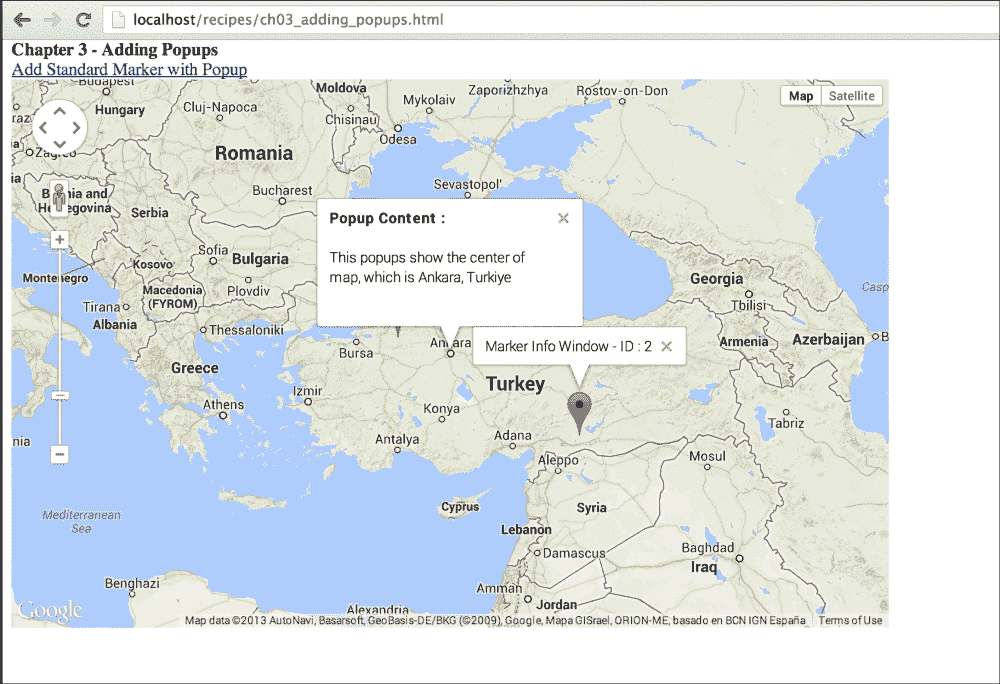 localhost/recipes/ch03_adding_popups.html
Chapter 3 - Adding Popups
Add Standard Marker with Popup
Map Satellite
Budapest
Hungary
Cluj-Napoca
Moldova
Chisinau
Mykolaiv
Odesa
Zaporizhzhya
Rostov-on-Don
Zagreb
Romania
Bucharest
Sevastopol'
Serbia
Sofia
Bulgaria
Kosovo
Montenegro
Plovdiv
Macedonia
(FYROM)
Tirana
Albania
Thessaloniki
Popup Content :
This popups show the center of
map, which is Ankara, Turkiye
Marker Info Window - ID : 2
Georgia
Tbilisi
Casp
Armenia
Azerbaijan
B
Bursa
Ankara
Greece
Turkey
Izmir
Athens
Konya
Tabriz
Antalya
Adana
nia
Aleppo
Mosul
Mediterranean
Sea
Cyprus
Syria
Lebanon
Damascus
Baghdad
Iraq
Benghazi
Amman
Jordan
Alexandria
Google
Map data ©2013 AutoNavi, Basarsoft, GeoBasis-DE/BKG (©2009), Google, Mapa GISrael, ORION-ME, basado en BCN IGN España
Terms of Use